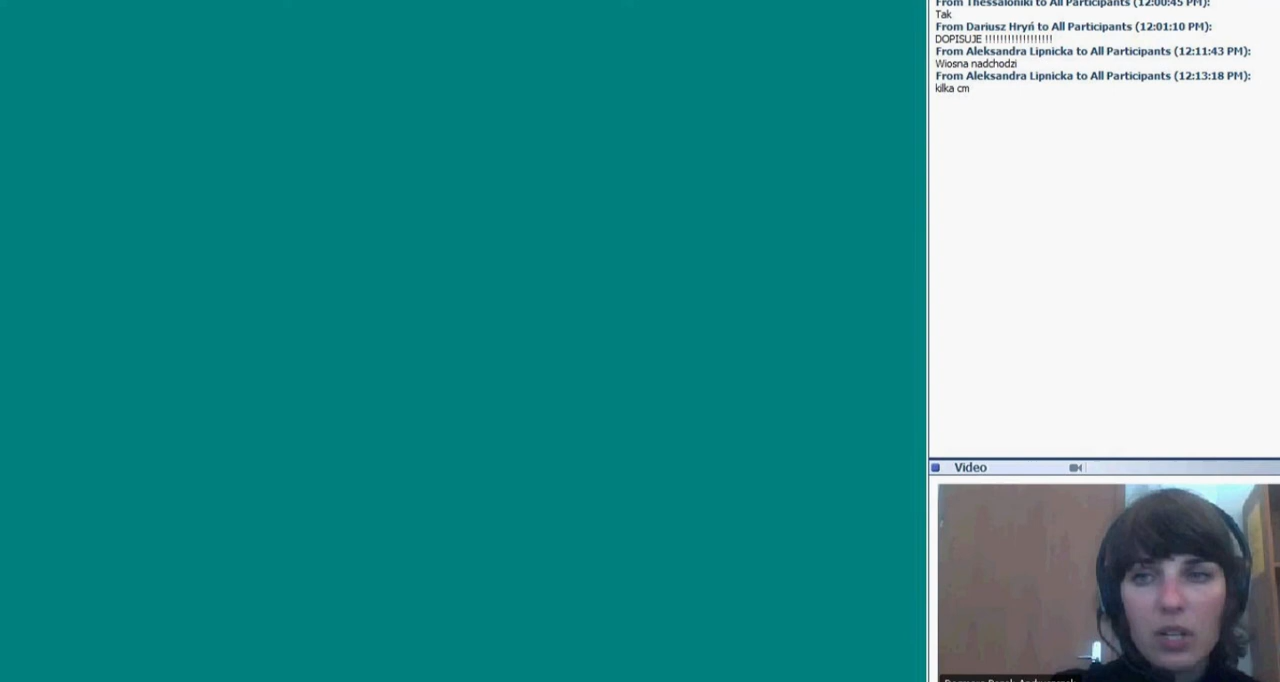 From Thessaloniki to All Participants (12:00:45 PM):
Tak
From Dariusz Hryń to All Participants (12:01:10 PM):
DOPISUJE !!!!!!!!!!!!!!!!!!
From Aleksandra Lipnicka to All Participants (12:11:43 PM):
Wiosna nadchodzi
From Aleksandra Lipnicka to All Participants (12:13:18 PM):
kilka cm
Video